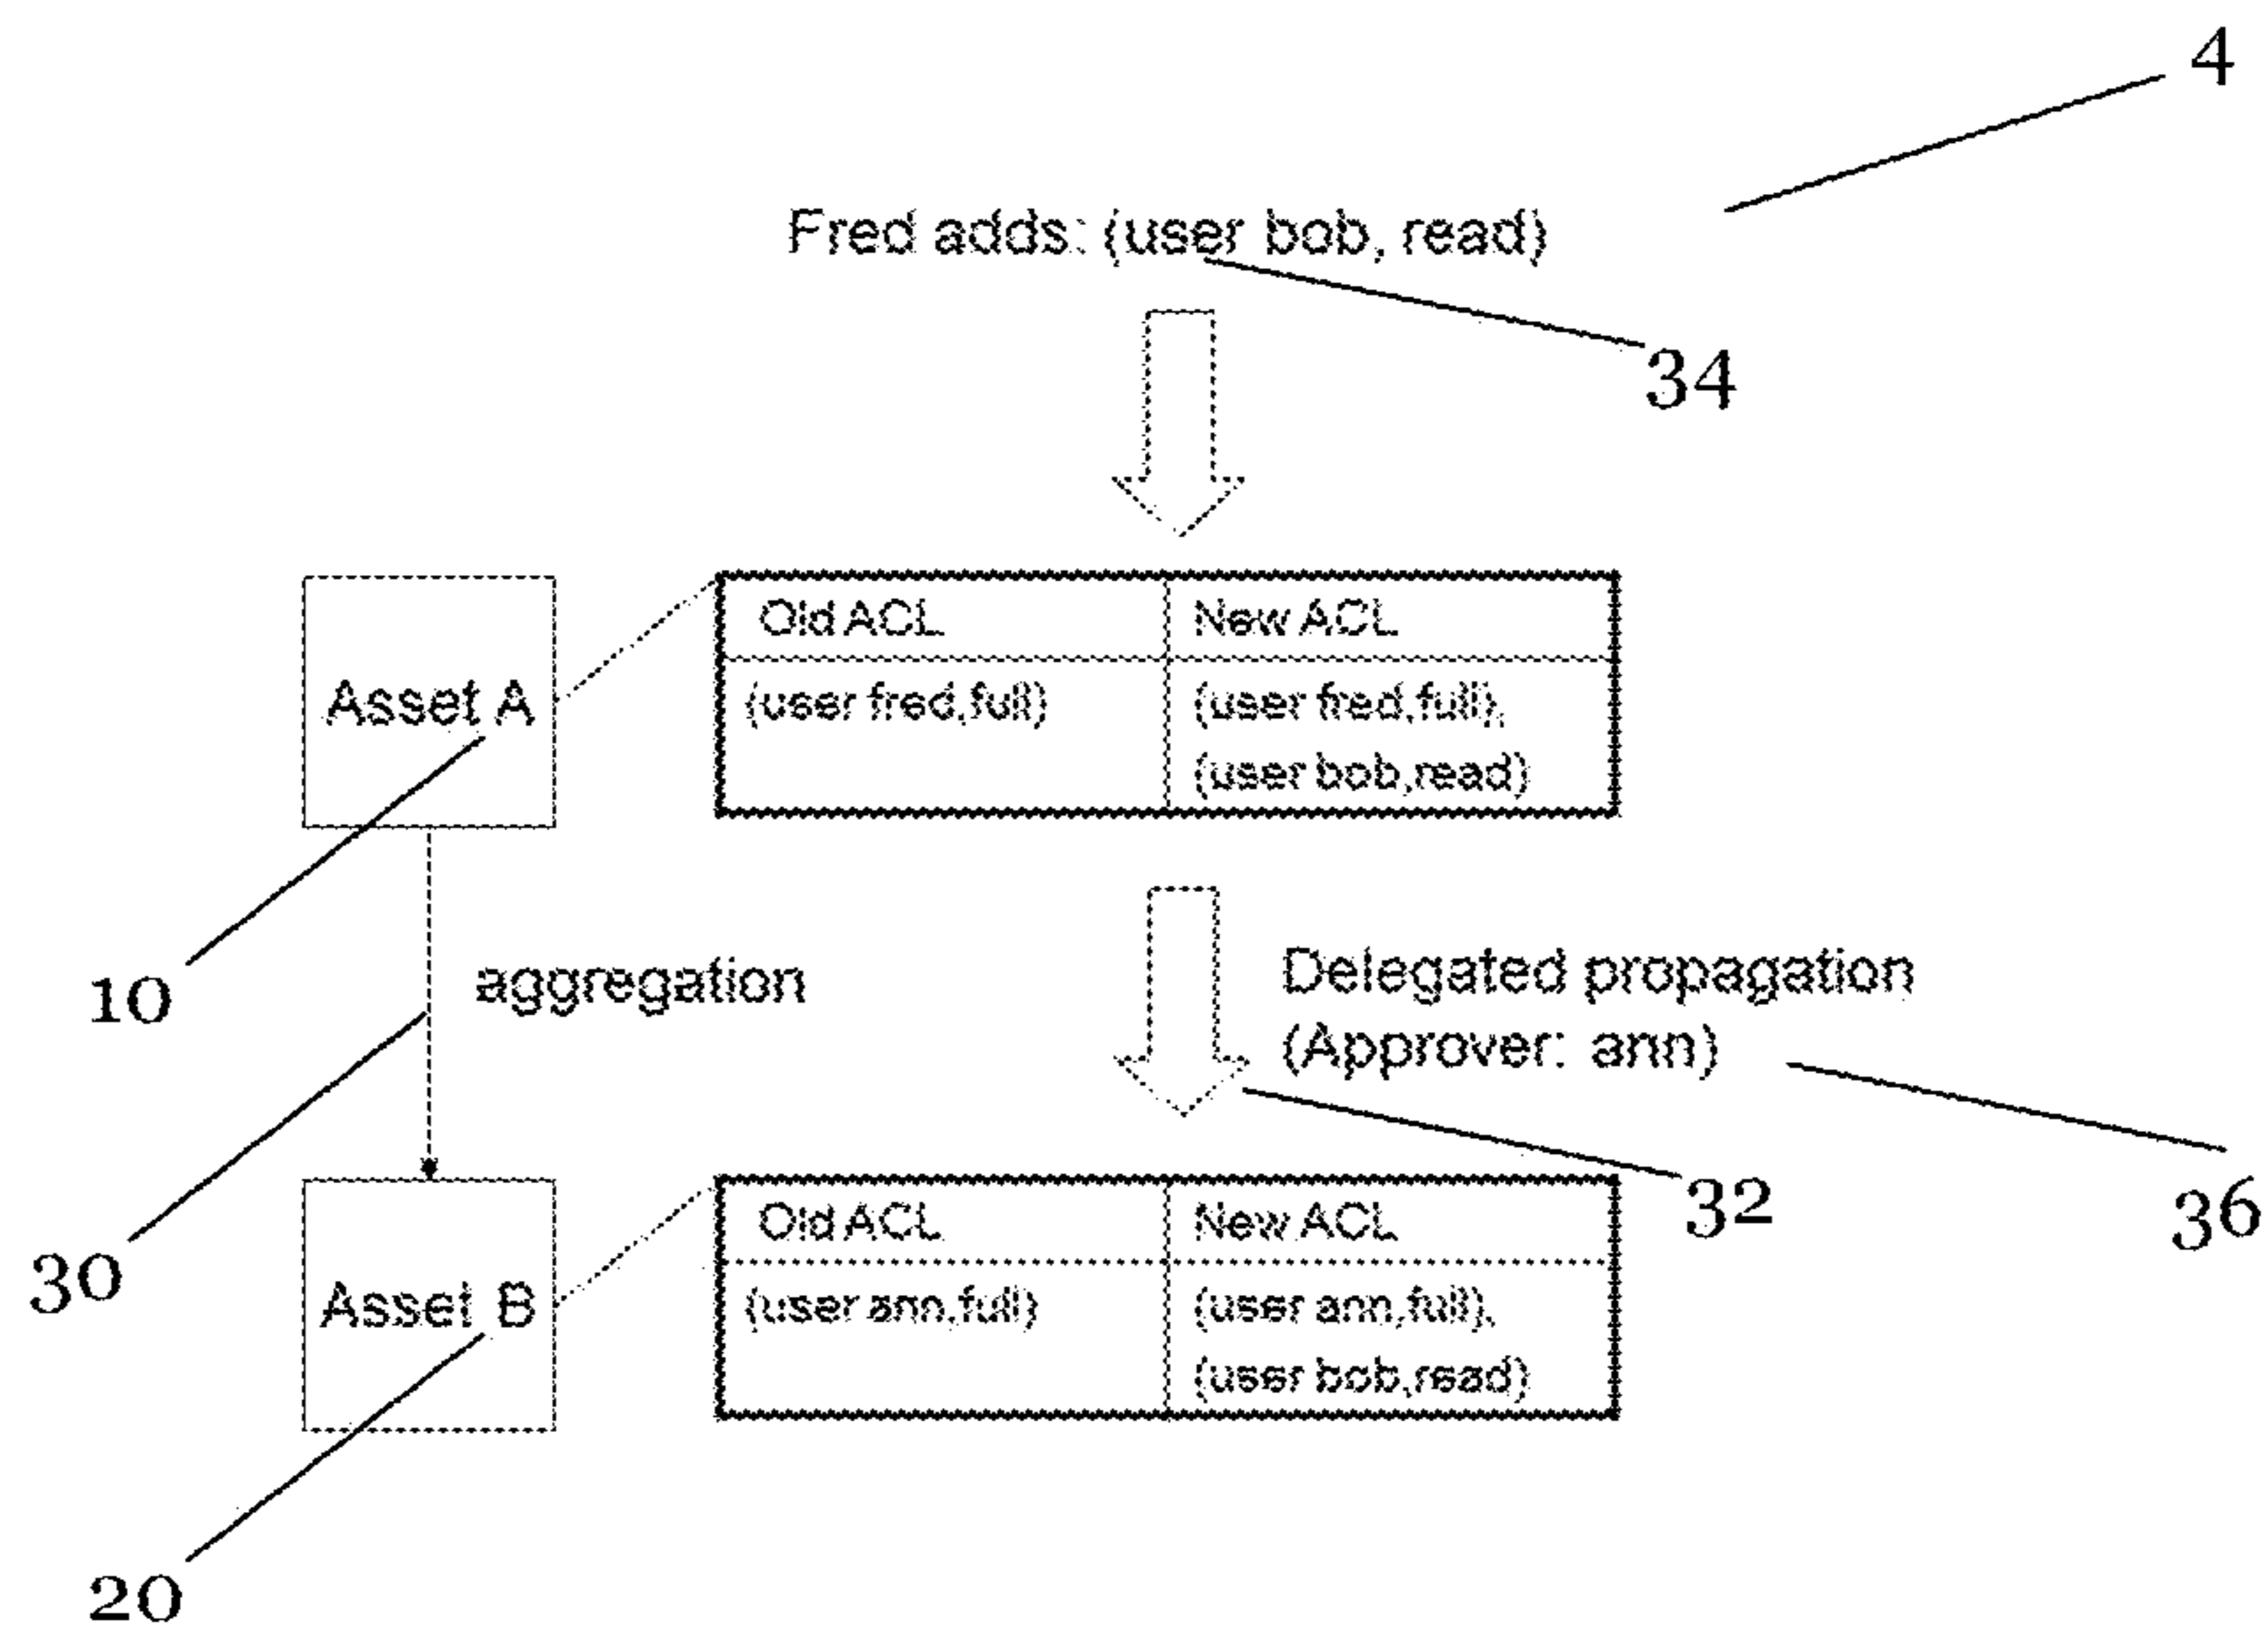 4
Fred adds: (user bob, read)
34
Old ACL
New ACL
Asset A
(user fred,full)
(user fred,full),
(user bob,read)
10
aggregation
Delegated propagation
(Approver: ann)
30
32
36
Old ACL
New ACL
Asset B
(user ann,full)
(user ann,full),
(user bob,read)
20